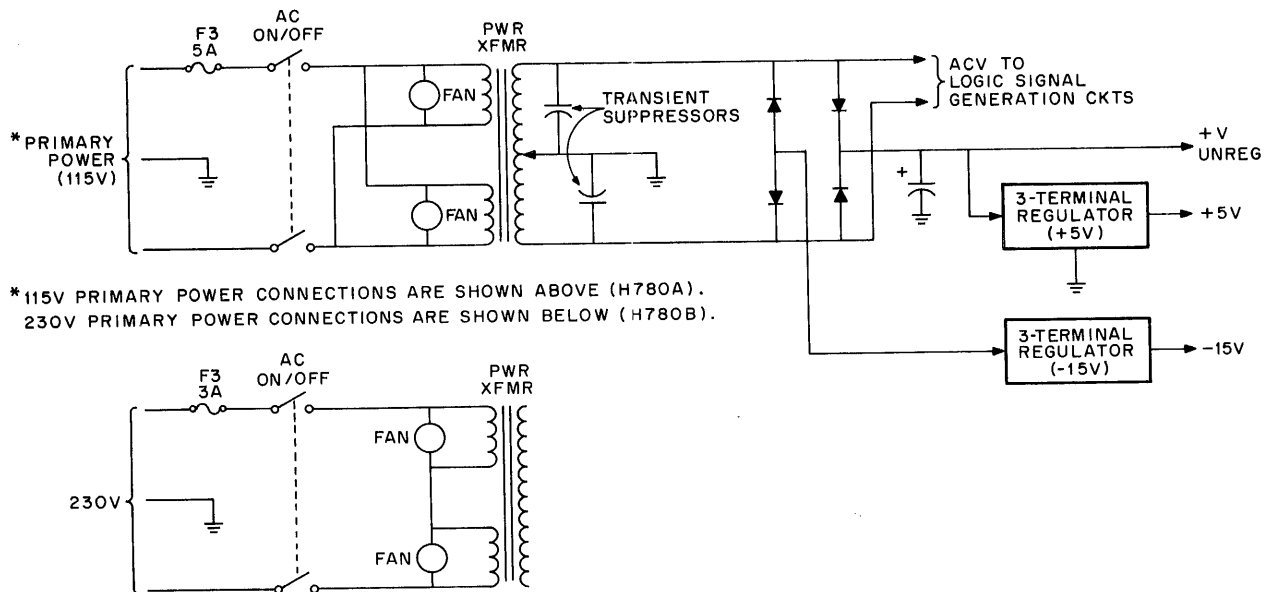 F3
5A
AC
ON/OFF
PWR
XFMR
FAN
FAN
TRANSIENT
SUPPRESSORS
ACV TO
LOGIC SIGNAL
GENERATION CKTS
*PRIMARY
POWER
(115V)
+V
UNREG
+
3-TERMINAL
REGULATOR
(+5V)
+5V
*115V PRIMARY POWER CONNECTIONS ARE SHOWN ABOVE (H780A).
230V PRIMARY POWER CONNECTIONS ARE SHOWN BELOW (H780B).
3-TERMINAL
REGULATOR
(-15V)
-15V
F3
3A
AC
ON/OFF
PWR
XFMR
FAN
230V
FAN